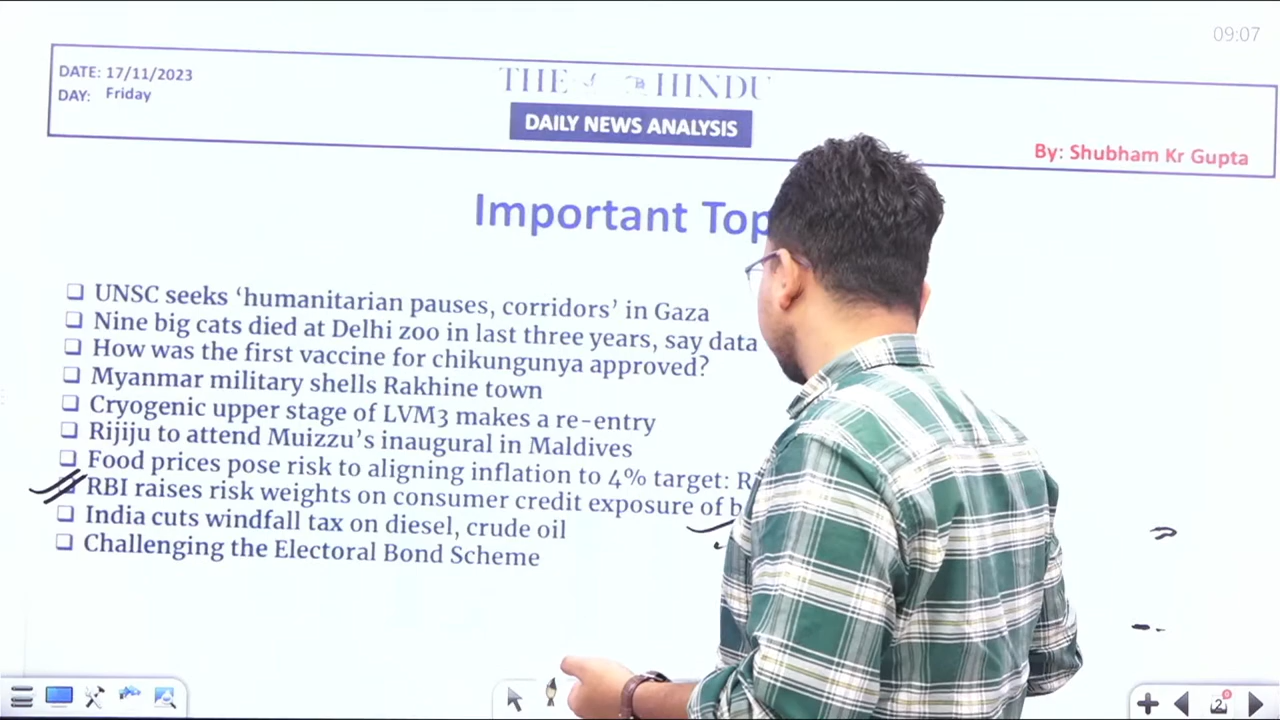 09:07
DATE: 17/11/2023
DAY: Friday
THE HINDU
DAILY NEWS ANALYSIS
By: Shubham Kr Gupta
Important Top
❑ UNSC seeks ‘humanitarian pauses, corridors’ in Gaza
❑ Nine big cats died at Delhi zoo in last three years, say data
❑ How was the first vaccine for chikungunya approved?
❑ Myanmar military shells Rakhine town
❑ Cryogenic upper stage of LVM3 makes a re-entry
❑ Rijiju to attend Muizzu’s inaugural in Maldives
❑ Food prices pose risk to aligning inflation to 4% target: R
❑ RBI raises risk weights on consumer credit exposure of b
❑ India cuts windfall tax on diesel, crude oil
❑ Challenging the Electoral Bond Scheme
2